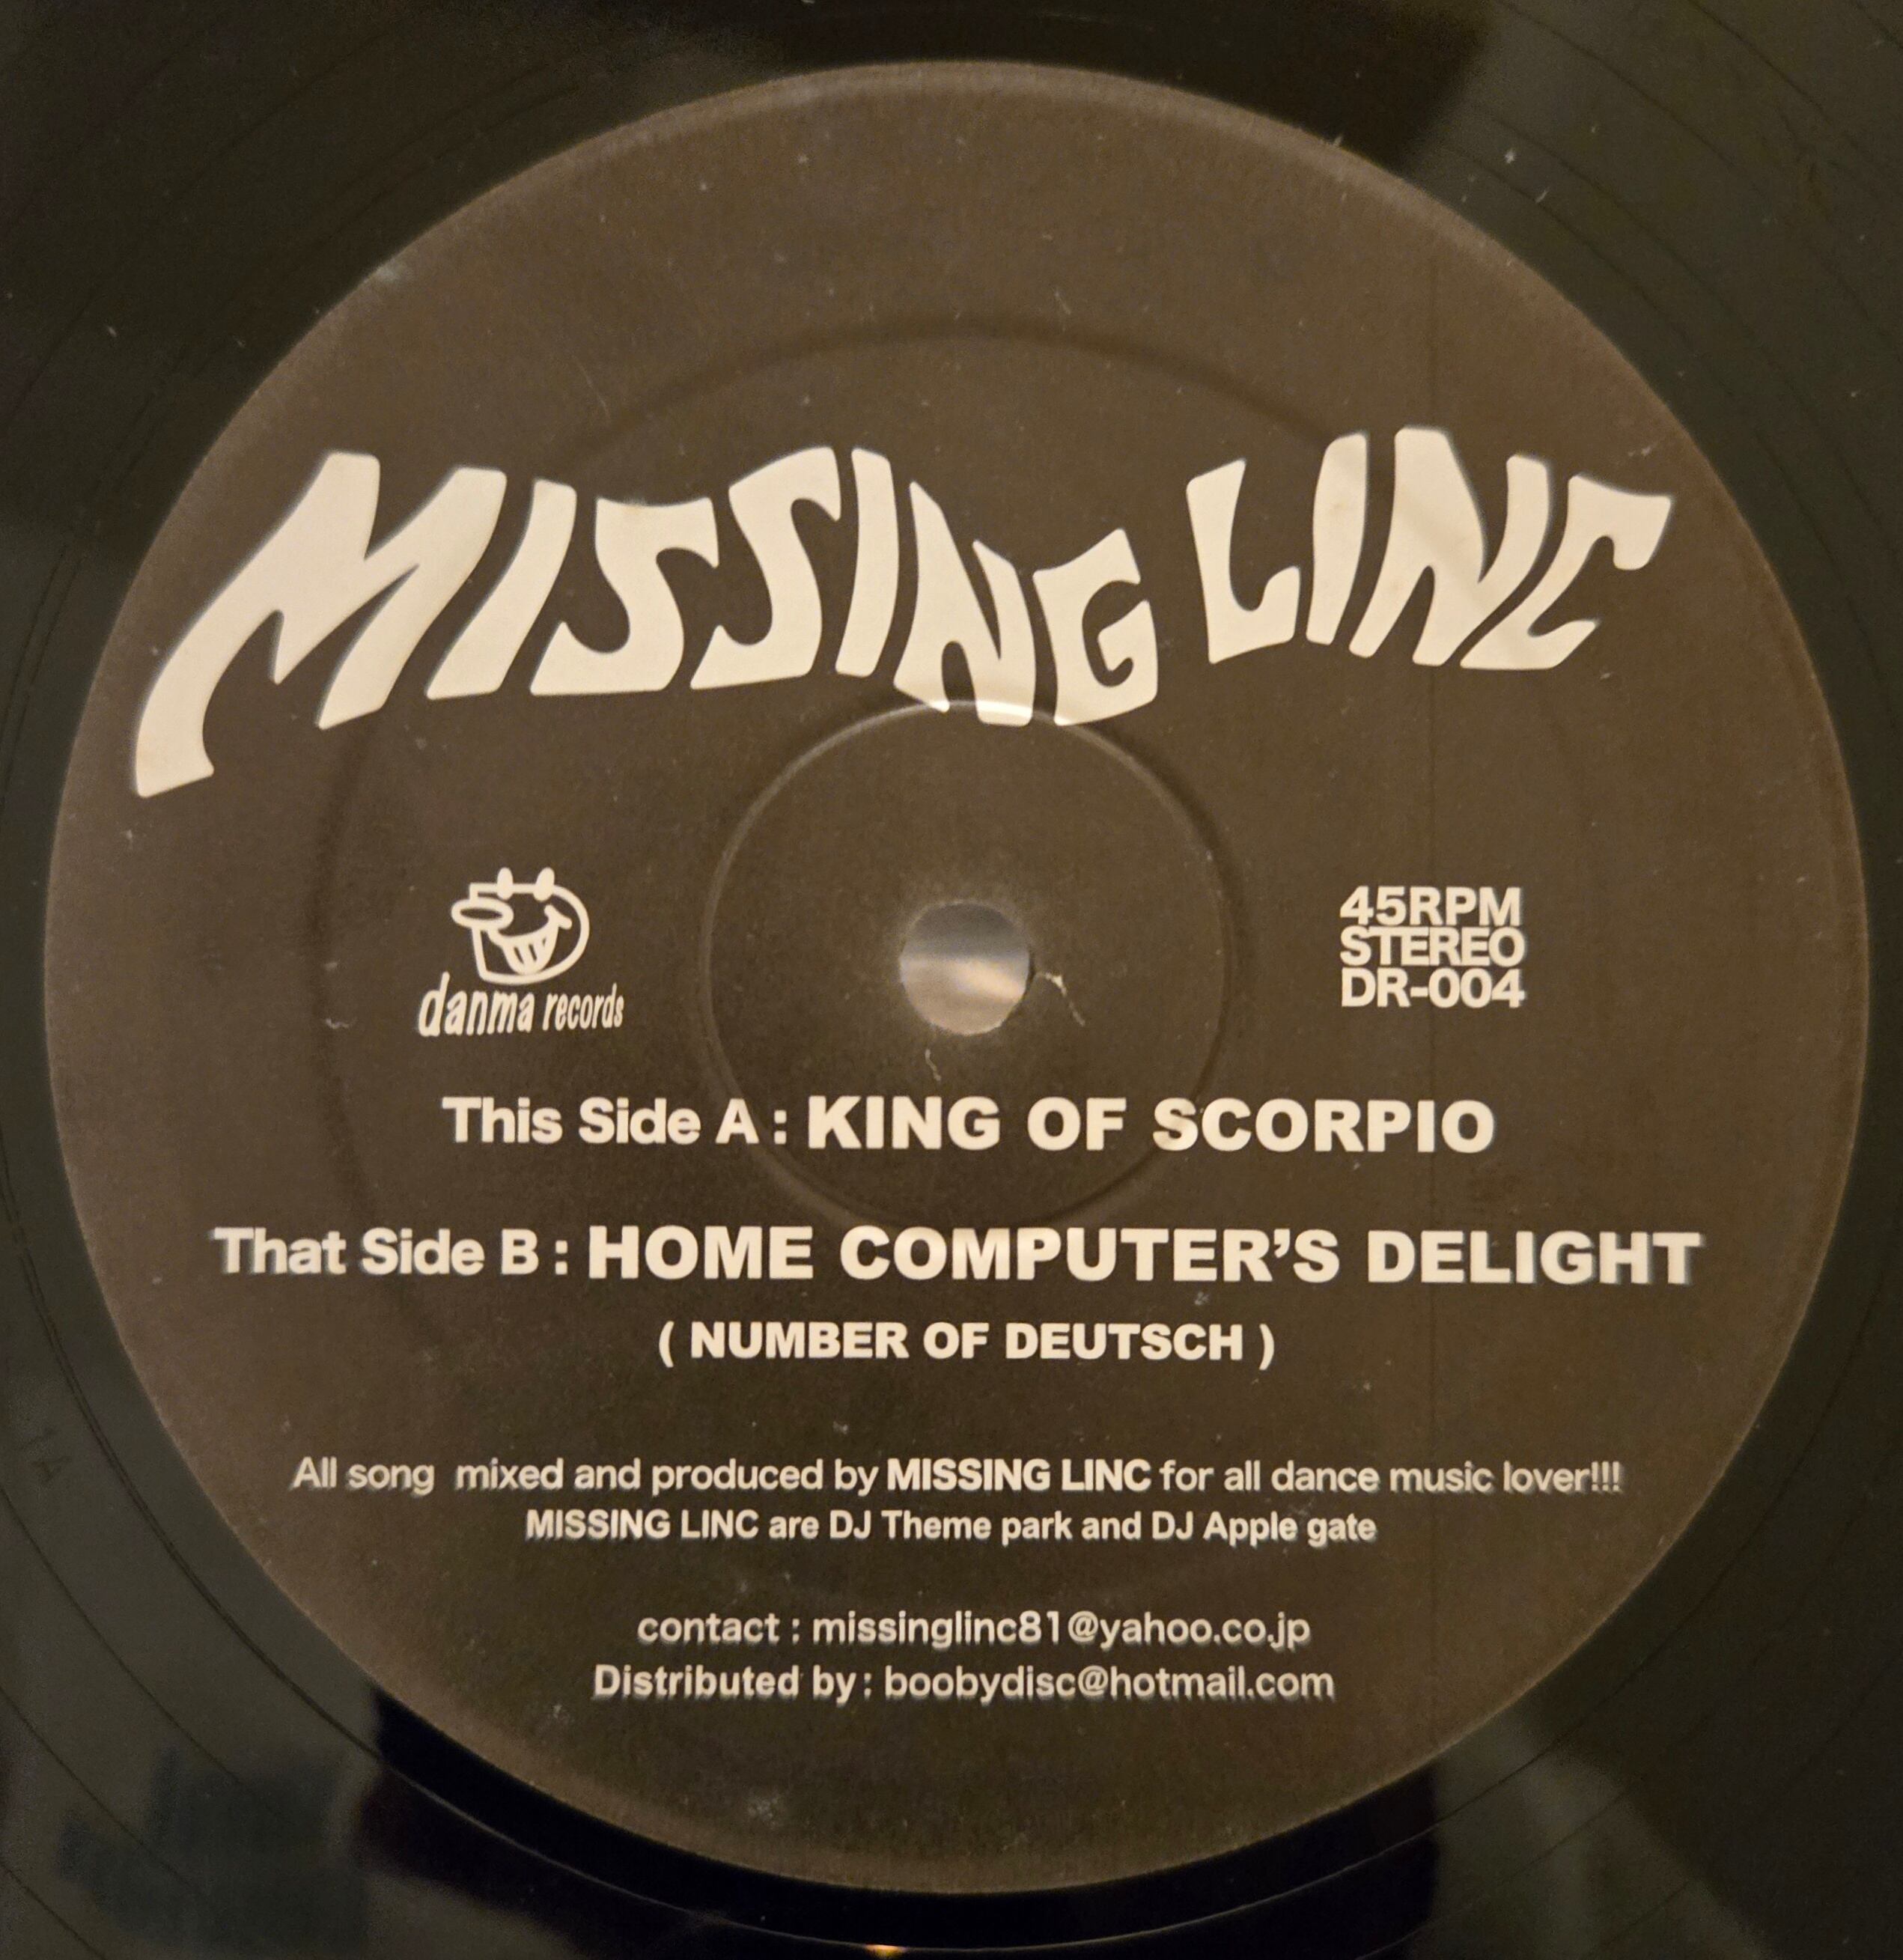 MISSING LINC
danma records
45RPM
STEREO
DR-004
This Side A : KING OF SCORPIO
That Side B : HOME COMPUTER'S DELIGHT
( NUMBER OF DEUTSCH )
All song mixed and produced by MISSING LINC for all dance music lover!!!
MISSING LINC are DJ Theme park and DJ Apple gate
contact : missinglinc81@yahoo.co.jp
Distributed by : boobydisc@hotmail.com